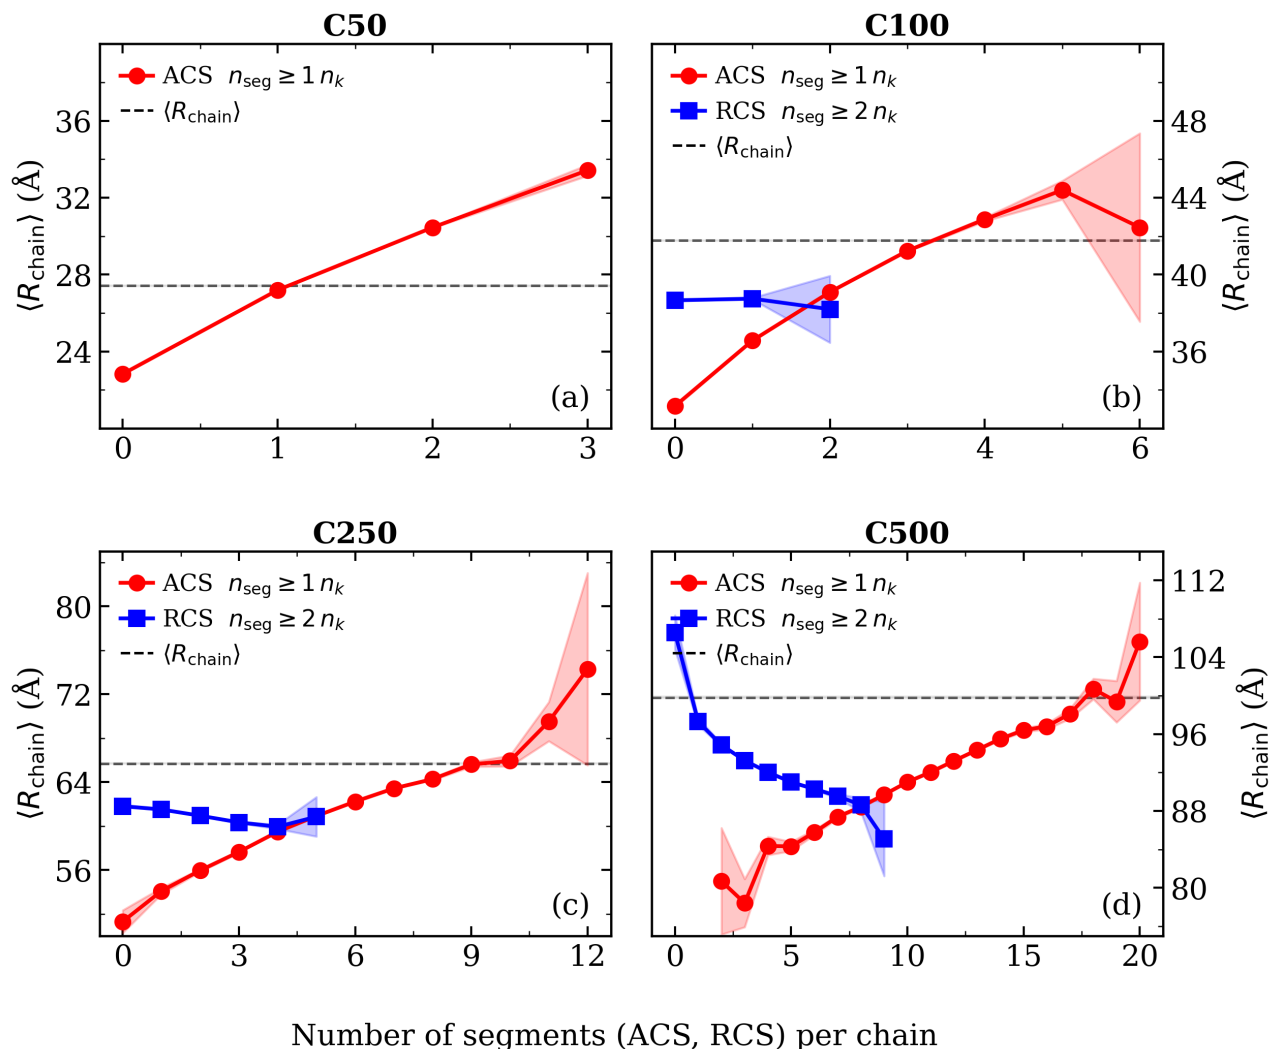 C50
ACS n_seg ≥ 1 n_k
⟨R_chain⟩
36
32
28
24
⟨R_chain⟩ (Å)
0 1 2 3
(a)
C100
ACS n_seg ≥ 1 n_k
RCS n_seg ≥ 2 n_k
⟨R_chain⟩
48
44
40
36
⟨R_chain⟩ (Å)
0 2 4 6
(b)
C250
ACS n_seg ≥ 1 n_k
RCS n_seg ≥ 2 n_k
⟨R_chain⟩
80
72
64
56
⟨R_chain⟩ (Å)
0 3 6 9 12
(c)
C500
ACS n_seg ≥ 1 n_k
RCS n_seg ≥ 2 n_k
⟨R_chain⟩
112
104
96
88
80
⟨R_chain⟩ (Å)
0 5 10 15 20
(d)
Number of segments (ACS, RCS) per chain